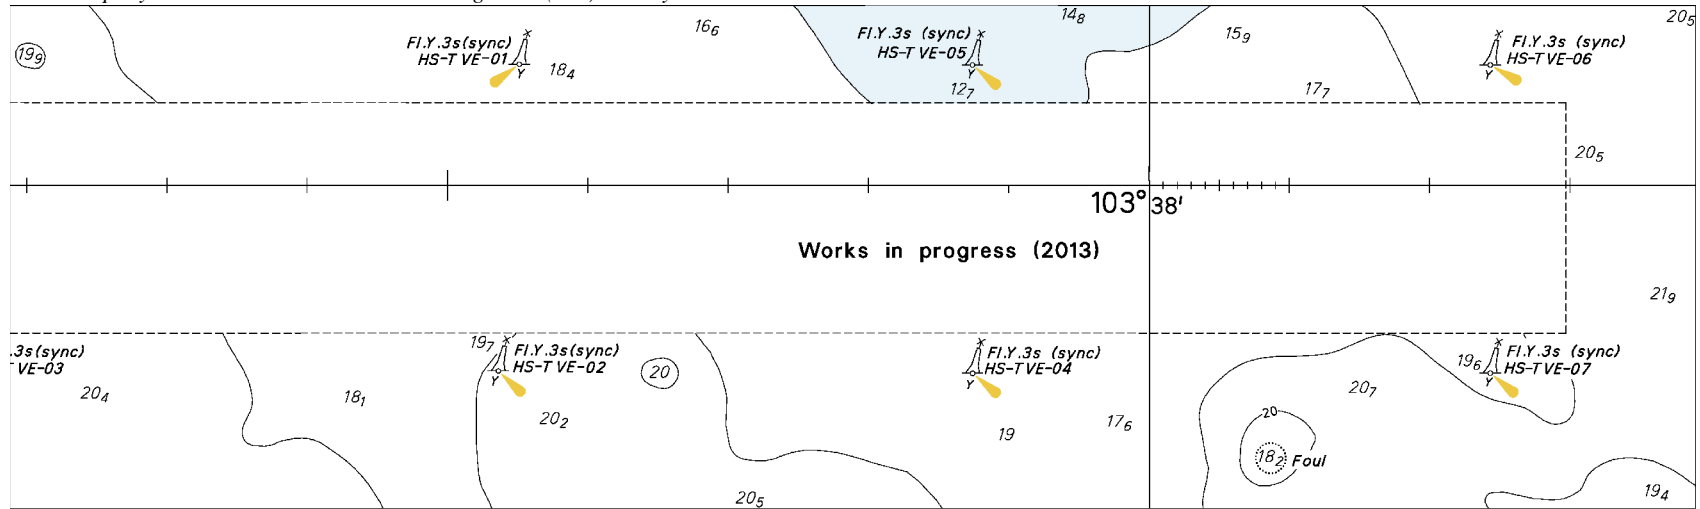 14₈
20₅
16₆
15₉
Fl.Y.3s(sync)
HS-T VE-01
Y
Fl.Y.3s (sync)
HS-T VE-05
Y
Fl.Y.3s (sync)
HS-T VE-06
Y
19₉
18₄
12₇
17₇
20₅
103° 38'
Works in progress (2013)
21₉
.3s(sync)
VE-03
19₇
Fl.Y.3s(sync)
HS-T VE-02
Y
20
Fl.Y.3s (sync)
HS-T VE-04
Y
19₆
Fl.Y.3s (sync)
HS-T VE-07
Y
20₄
18₁
20₇
20₂
20
17₆
19
18₂ Foul
20₅
19₄